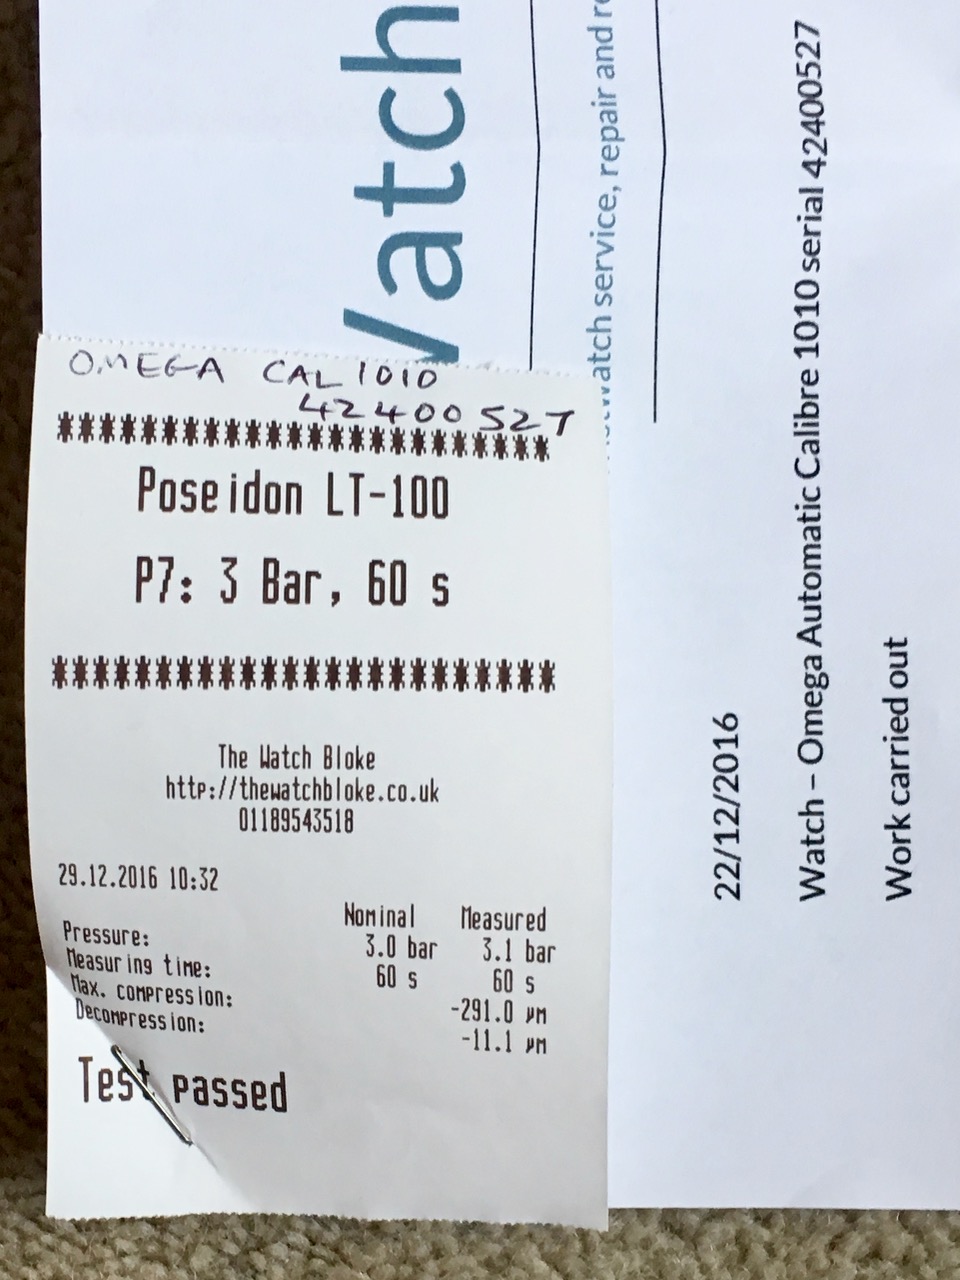 OMEGA CAL 1010
42400527
************************
Poseidon LT-100
P7: 3 Bar, 60 s
************************
The Watch Bloke
http://thewatchbloke.co.uk
01189543518
29.12.2016 10:32
Nominal Measured
Pressure: 3.0 bar 3.1 bar
Measuring time: 60 s 60 s
Max. compression: -291.0 µm
Decompression: -11.1 µm
Test passed
Watch
watch service, repair and
22/12/2016
Watch – Omega Automatic Calibre 1010 serial 42400527
Work carried out